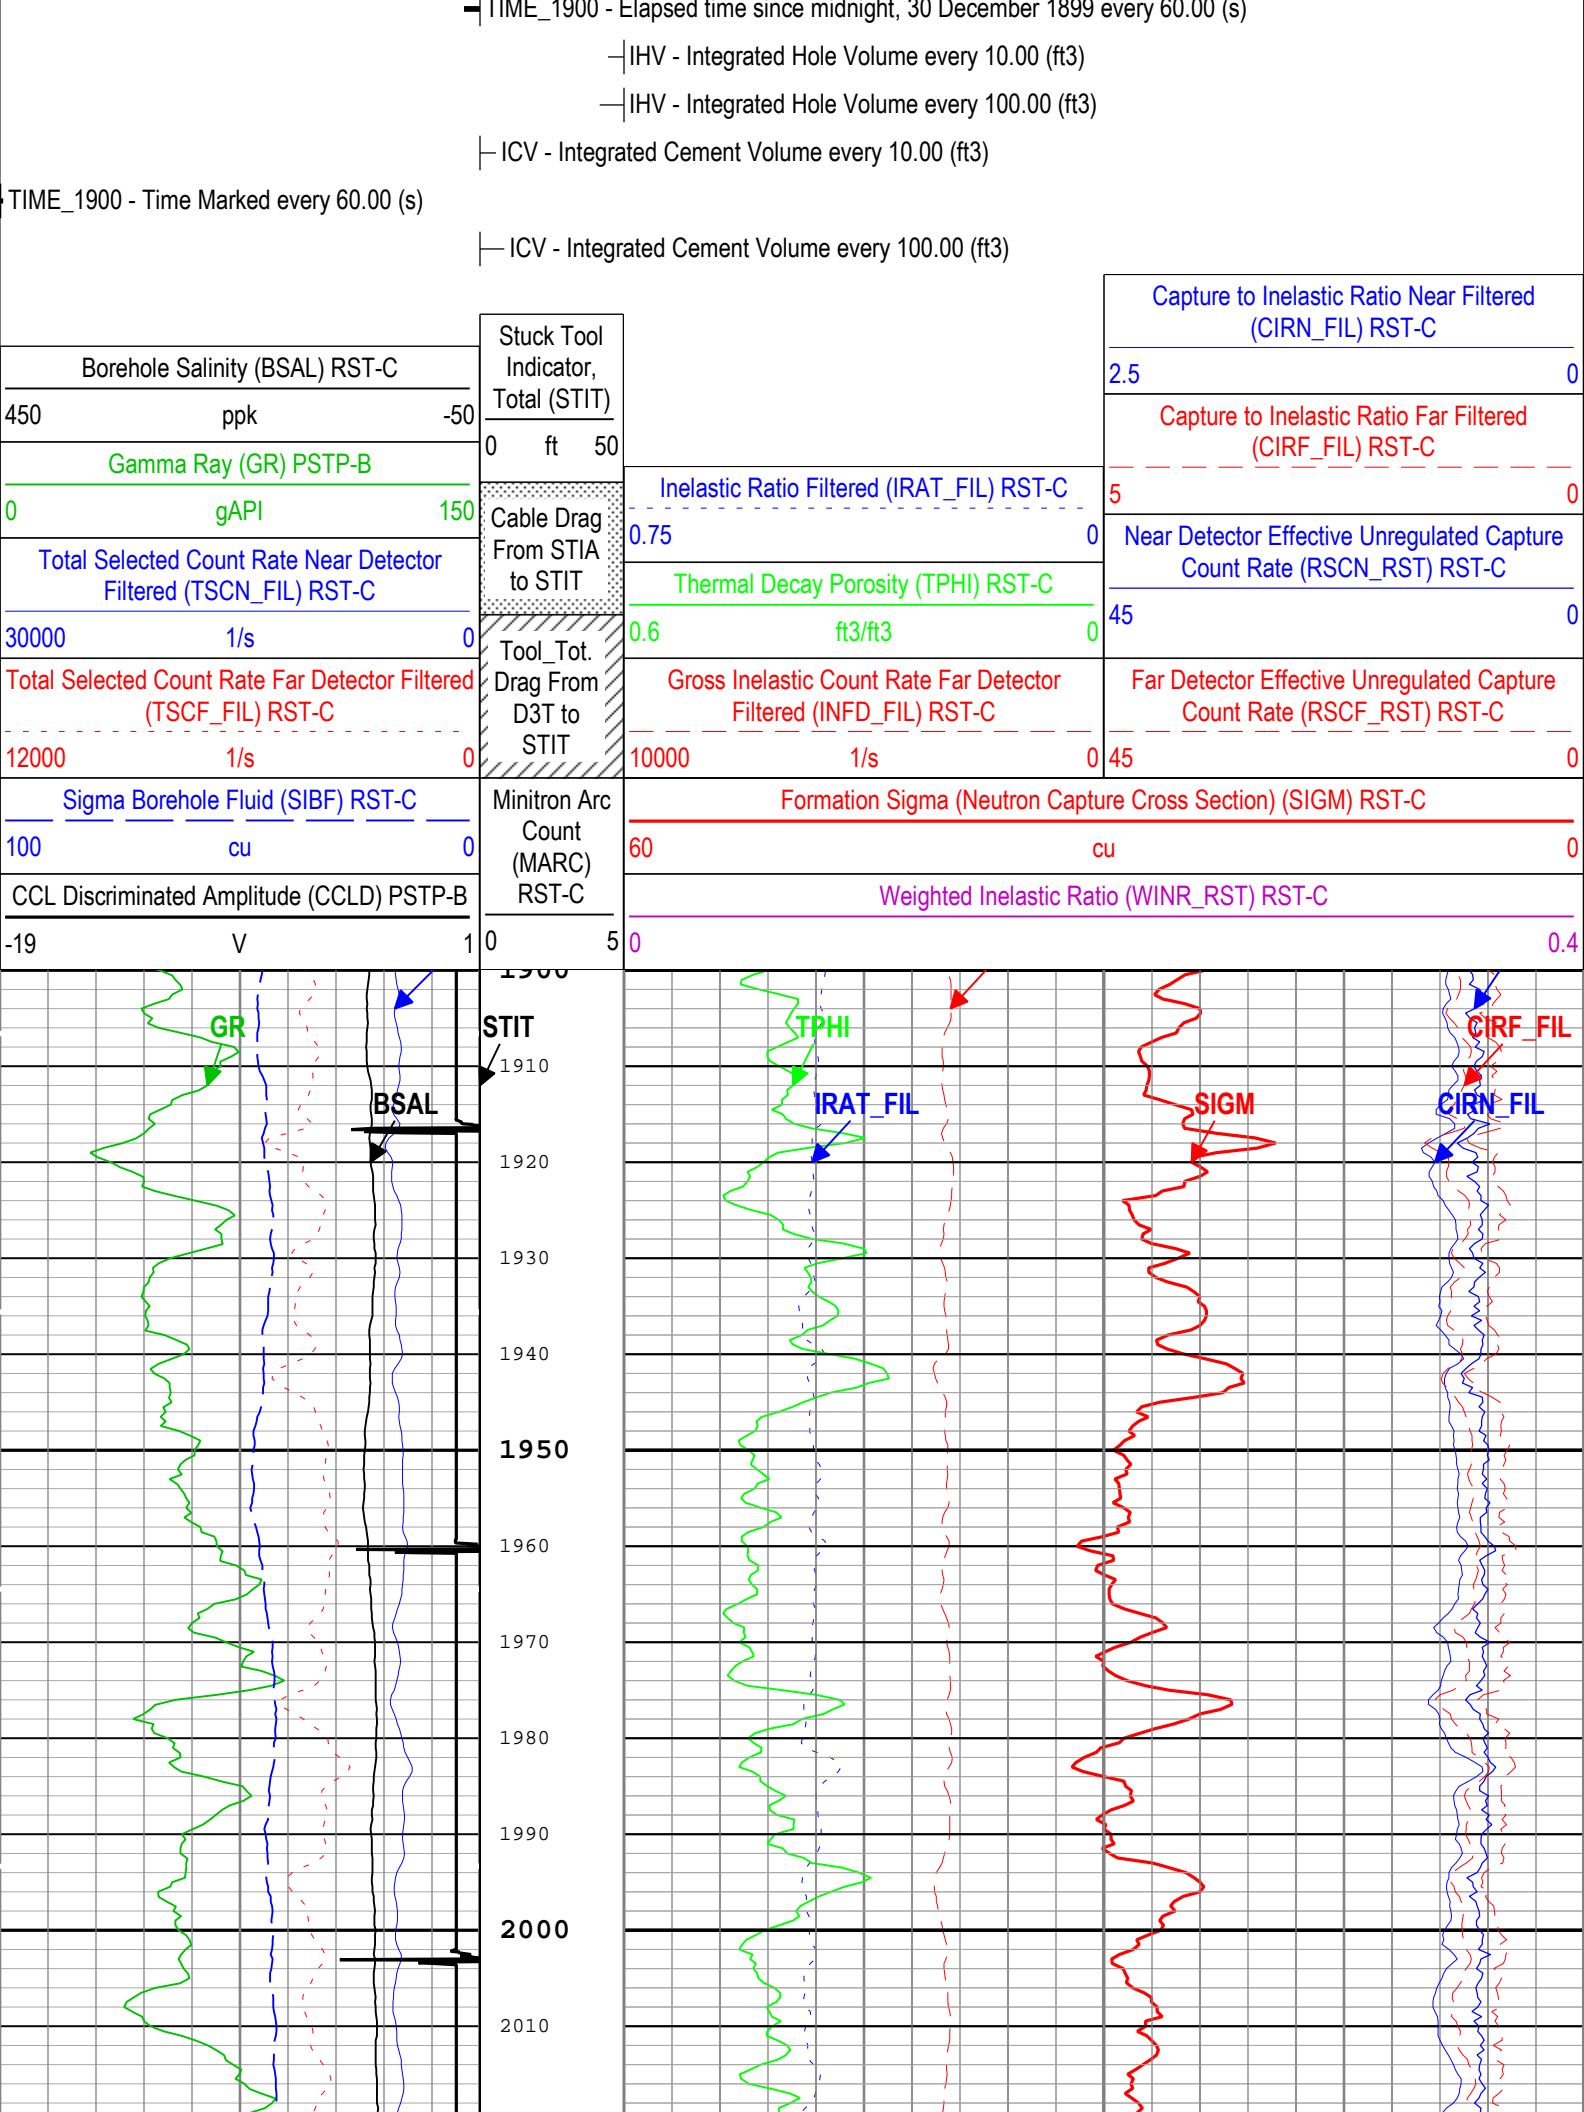 TIME_1900 - Elapsed time since midnight, 30 December 1899 every 60.00 (s)
IHV - Integrated Hole Volume every 10.00 (ft3)
IHV - Integrated Hole Volume every 100.00 (ft3)
ICV - Integrated Cement Volume every 10.00 (ft3)
TIME_1900 - Time Marked every 60.00 (s)
ICV - Integrated Cement Volume every 100.00 (ft3)
Borehole Salinity (BSAL) RST-C
450 ppk -50
Gamma Ray (GR) PSTP-B
0 gAPI 150
Total Selected Count Rate Near Detector
Filtered (TSCN_FIL) RST-C
30000 1/s 0
Total Selected Count Rate Far Detector Filtered
(TSCF_FIL) RST-C
12000 1/s 0
Sigma Borehole Fluid (SIBF) RST-C
100 cu 0
CCL Discriminated Amplitude (CCLD) PSTP-B
-19 V 1
Stuck Tool
Indicator,
Total (STIT)
0 ft 50
Cable Drag
From STIA
to STIT
Tool_Tot.
Drag From
D3T to
STIT
Minitron Arc
Count
(MARC)
RST-C
0 5
Inelastic Ratio Filtered (IRAT_FIL) RST-C
0.75 0
Thermal Decay Porosity (TPHI) RST-C
0.6 ft3/ft3 0
Gross Inelastic Count Rate Far Detector
Filtered (INFD_FIL) RST-C
10000 1/s 0
Capture to Inelastic Ratio Near Filtered
(CIRN_FIL) RST-C
2.5 0
Capture to Inelastic Ratio Far Filtered
(CIRF_FIL) RST-C
5 0
Near Detector Effective Unregulated Capture
Count Rate (RSCN_RST) RST-C
45 0
Far Detector Effective Unregulated Capture
Count Rate (RSCF_RST) RST-C
45 0
Formation Sigma (Neutron Capture Cross Section) (SIGM) RST-C
60 cu 0
Weighted Inelastic Ratio (WINR_RST) RST-C
0 0.4
1900
GR STIT TPHI CIRF_FIL
1910
BSAL IRAT_FIL SIGM CIRN_FIL
1920
1930
1940
1950
1960
1970
1980
1990
2000
2010